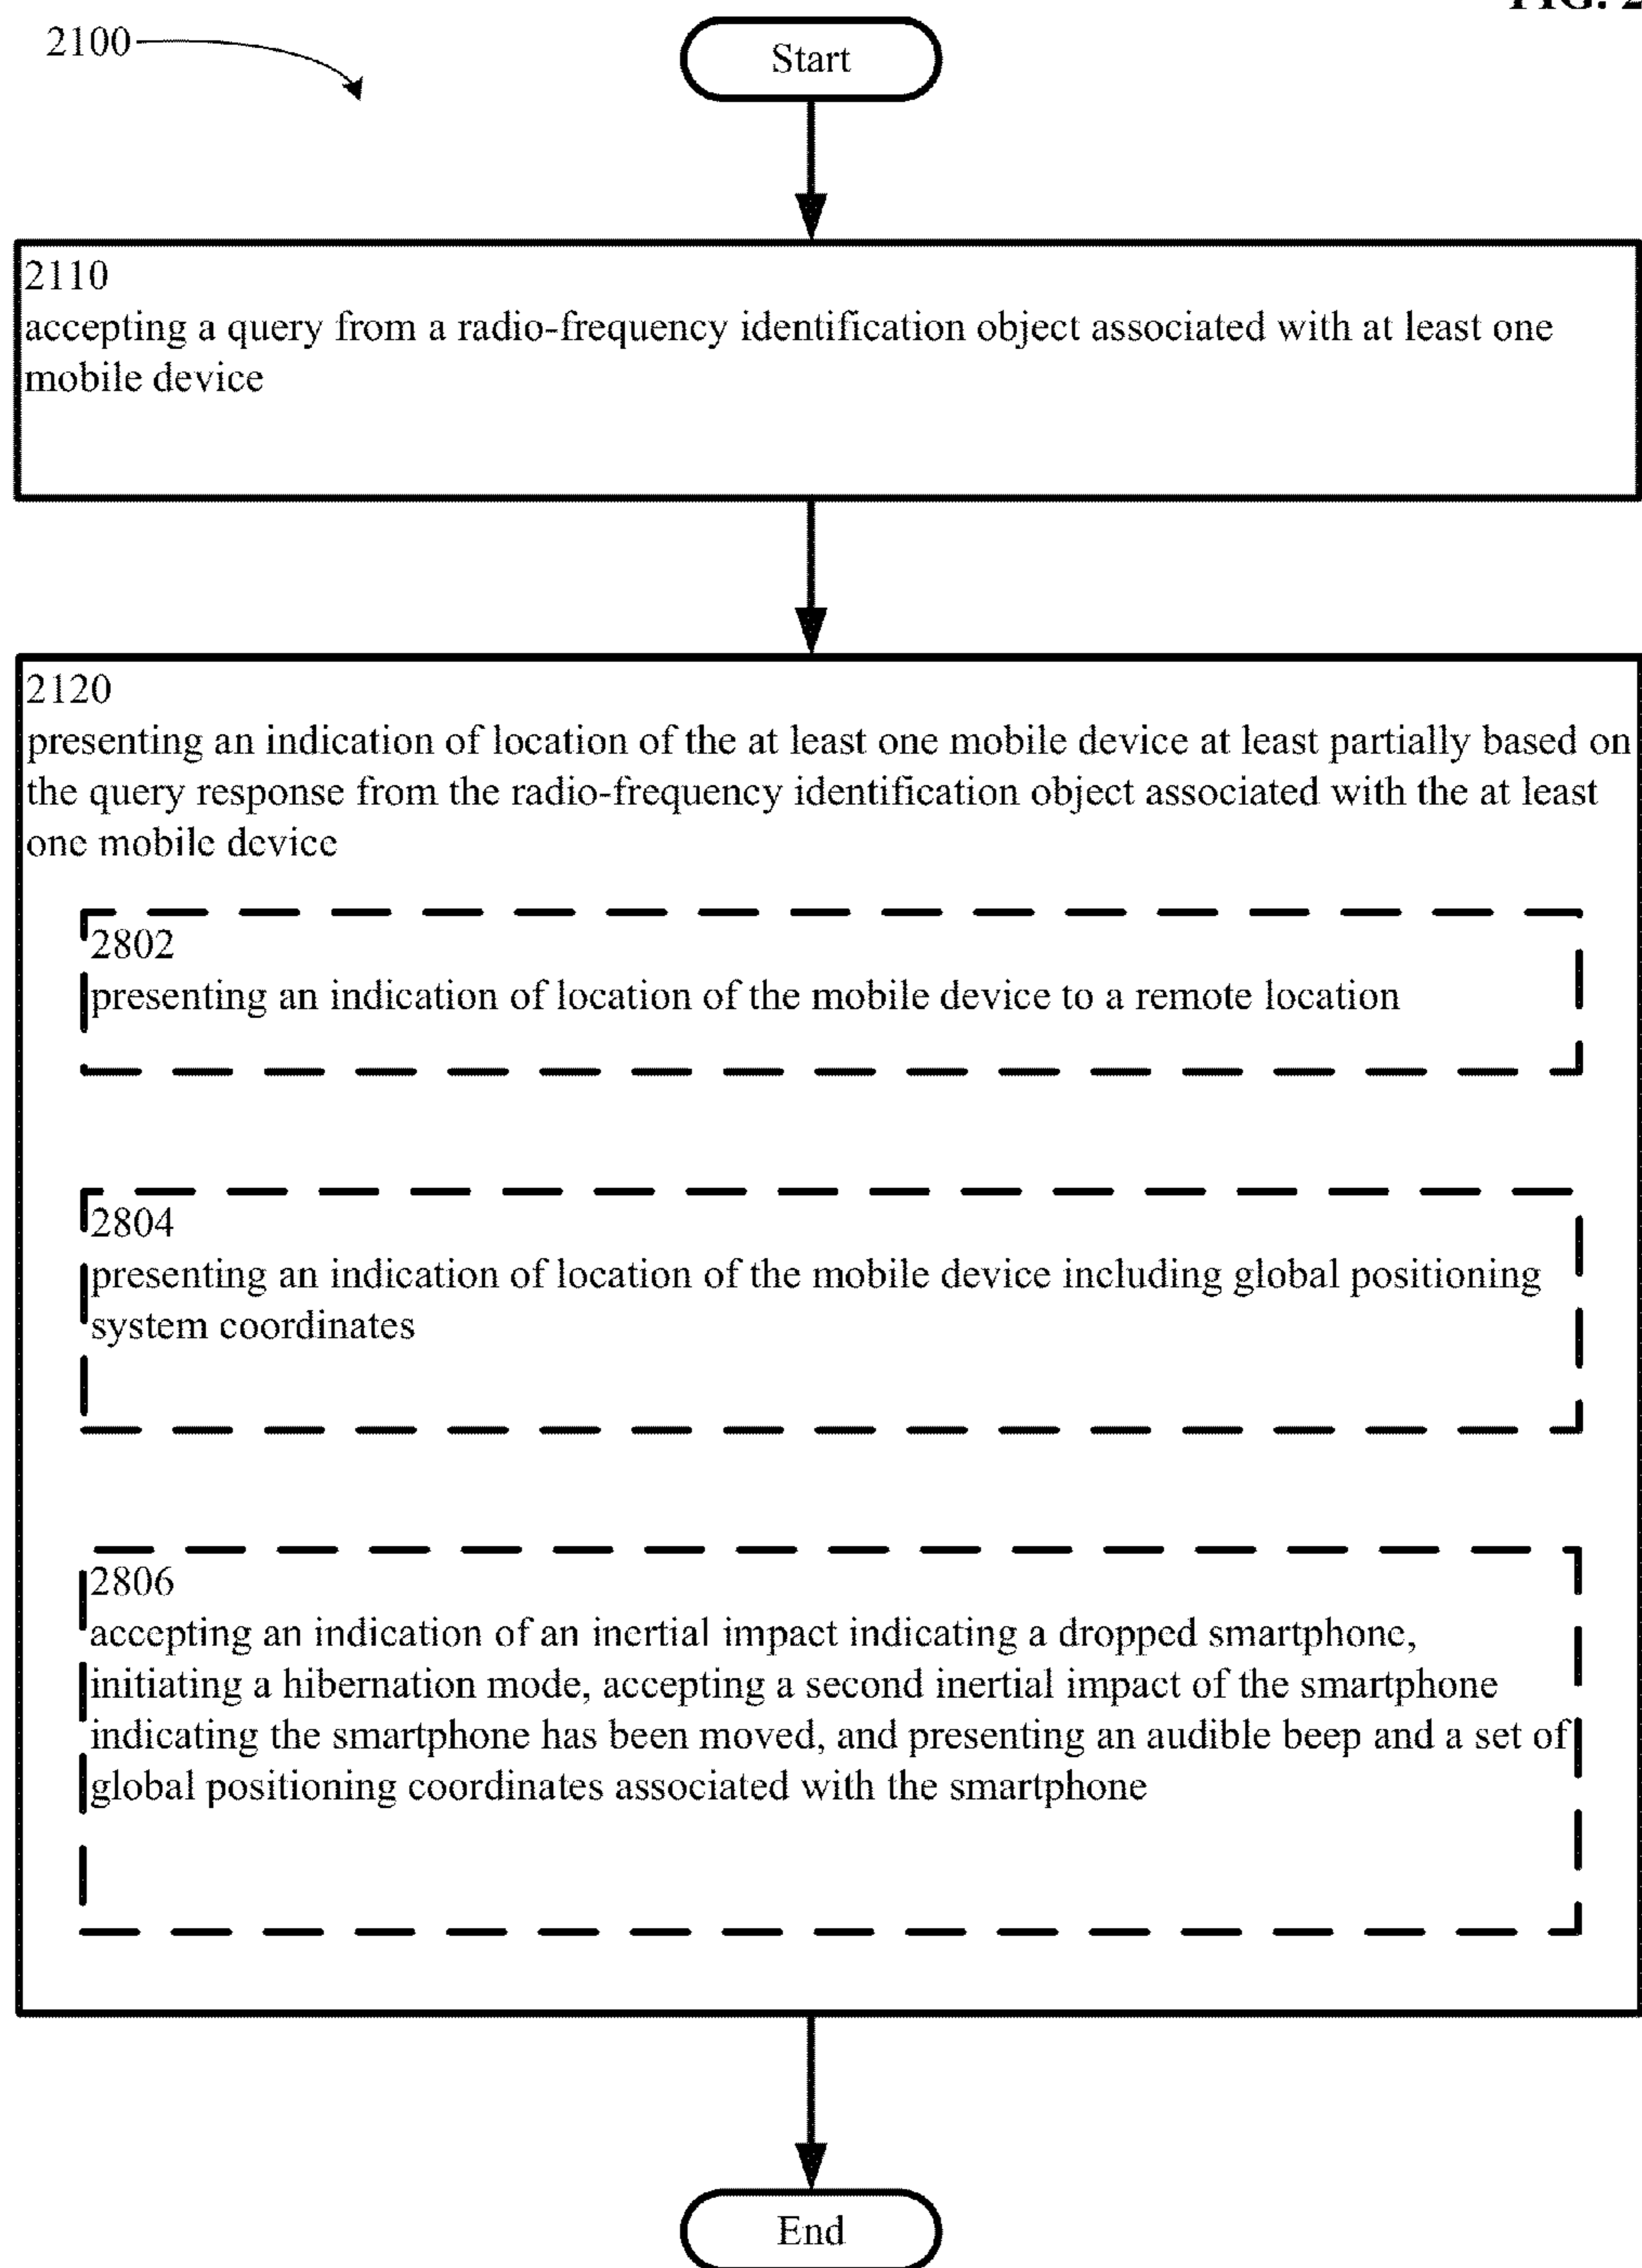 FIG. 2
2100
Start
2110
accepting a query from a radio-frequency identification object associated with at least one
mobile device
2120
presenting an indication of location of the at least one mobile device at least partially based on
the query response from the radio-frequency identification object associated with the at least
one mobile device
2802
presenting an indication of location of the mobile device to a remote location
2804
presenting an indication of location of the mobile device including global positioning
system coordinates
2806
accepting an indication of an inertial impact indicating a dropped smartphone,
initiating a hibernation mode, accepting a second inertial impact of the smartphone
indicating the smartphone has been moved, and presenting an audible beep and a set of
global positioning coordinates associated with the smartphone
End